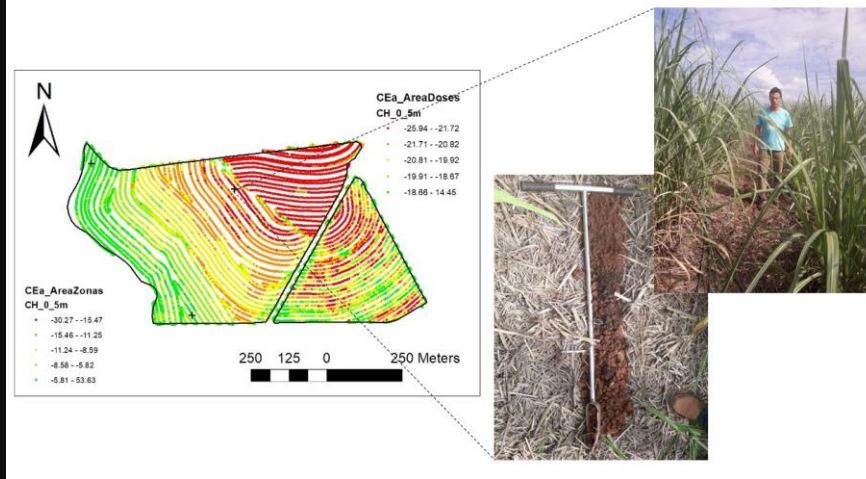 N
CEa_AreaDoses
CH_0_5m
-25.94 - -21.72
-21.71 - -20.82
-20.81 - -19.92
-19.91 - -18.67
-18.66 - 14.45
CEa_AreaZonas
CH_0_5m
-30.27 - -15.47
-15.46 - -11.25
-11.24 - -8.59
-8.58 - -5.82
-5.81 - 53.63
250 125 0 250 Meters